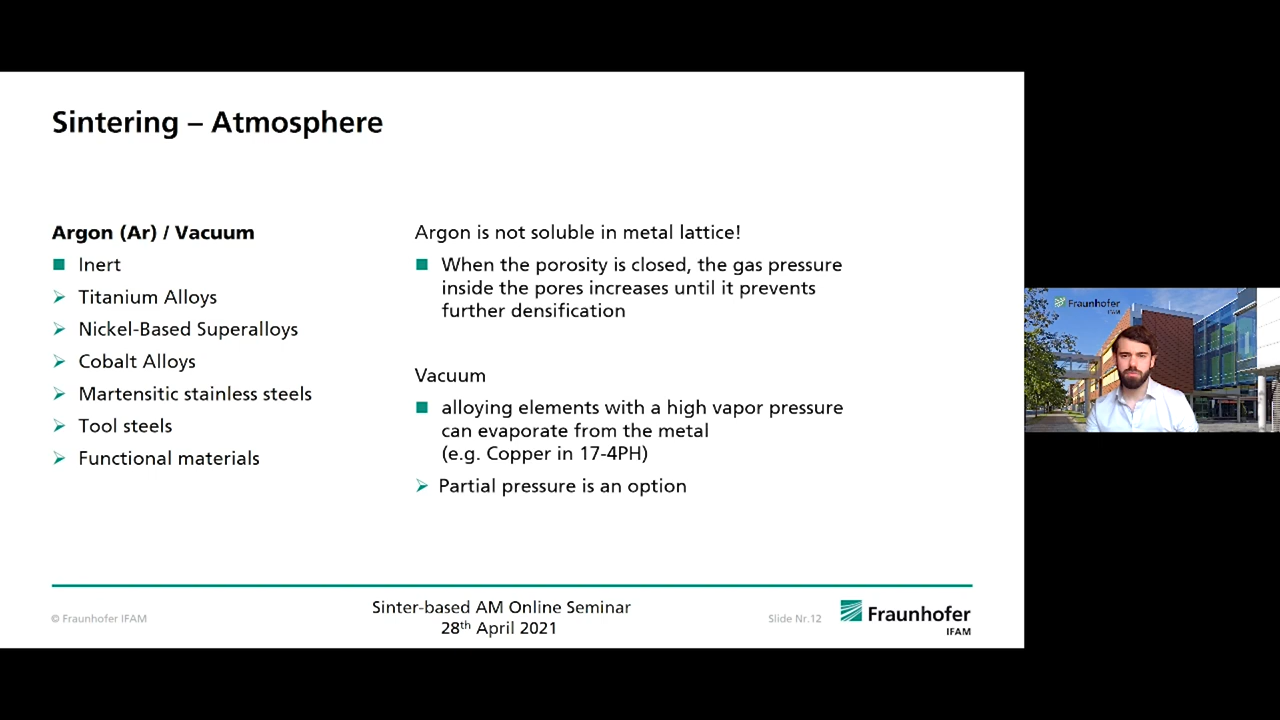 Sintering – Atmosphere
Argon (Ar) / Vacuum
Inert
Titanium Alloys
Nickel-Based Superalloys
Cobalt Alloys
Martensitic stainless steels
Tool steels
Functional materials
Argon is not soluble in metal lattice!
When the porosity is closed, the gas pressure
inside the pores increases until it prevents
further densification
Vacuum
alloying elements with a high vapor pressure
can evaporate from the metal
(e.g. Copper in 17-4PH)
Partial pressure is an option
© Fraunhofer IFAM
Sinter-based AM Online Seminar
28th April 2021
Slide Nr.12
Fraunhofer
IFAM
Fraunhofer
IFAM